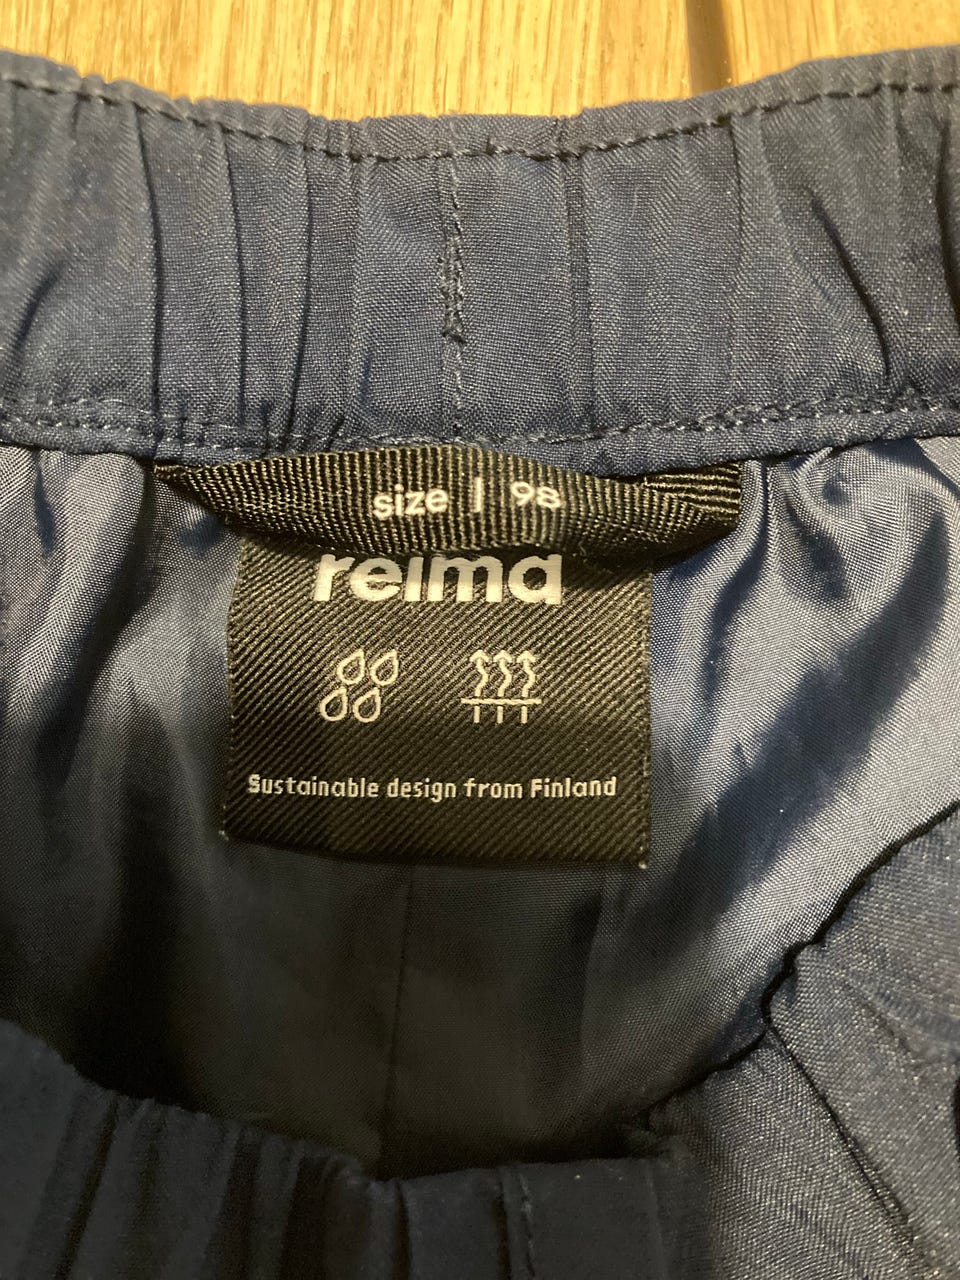 size | 98
reima
Sustainable design from Finland